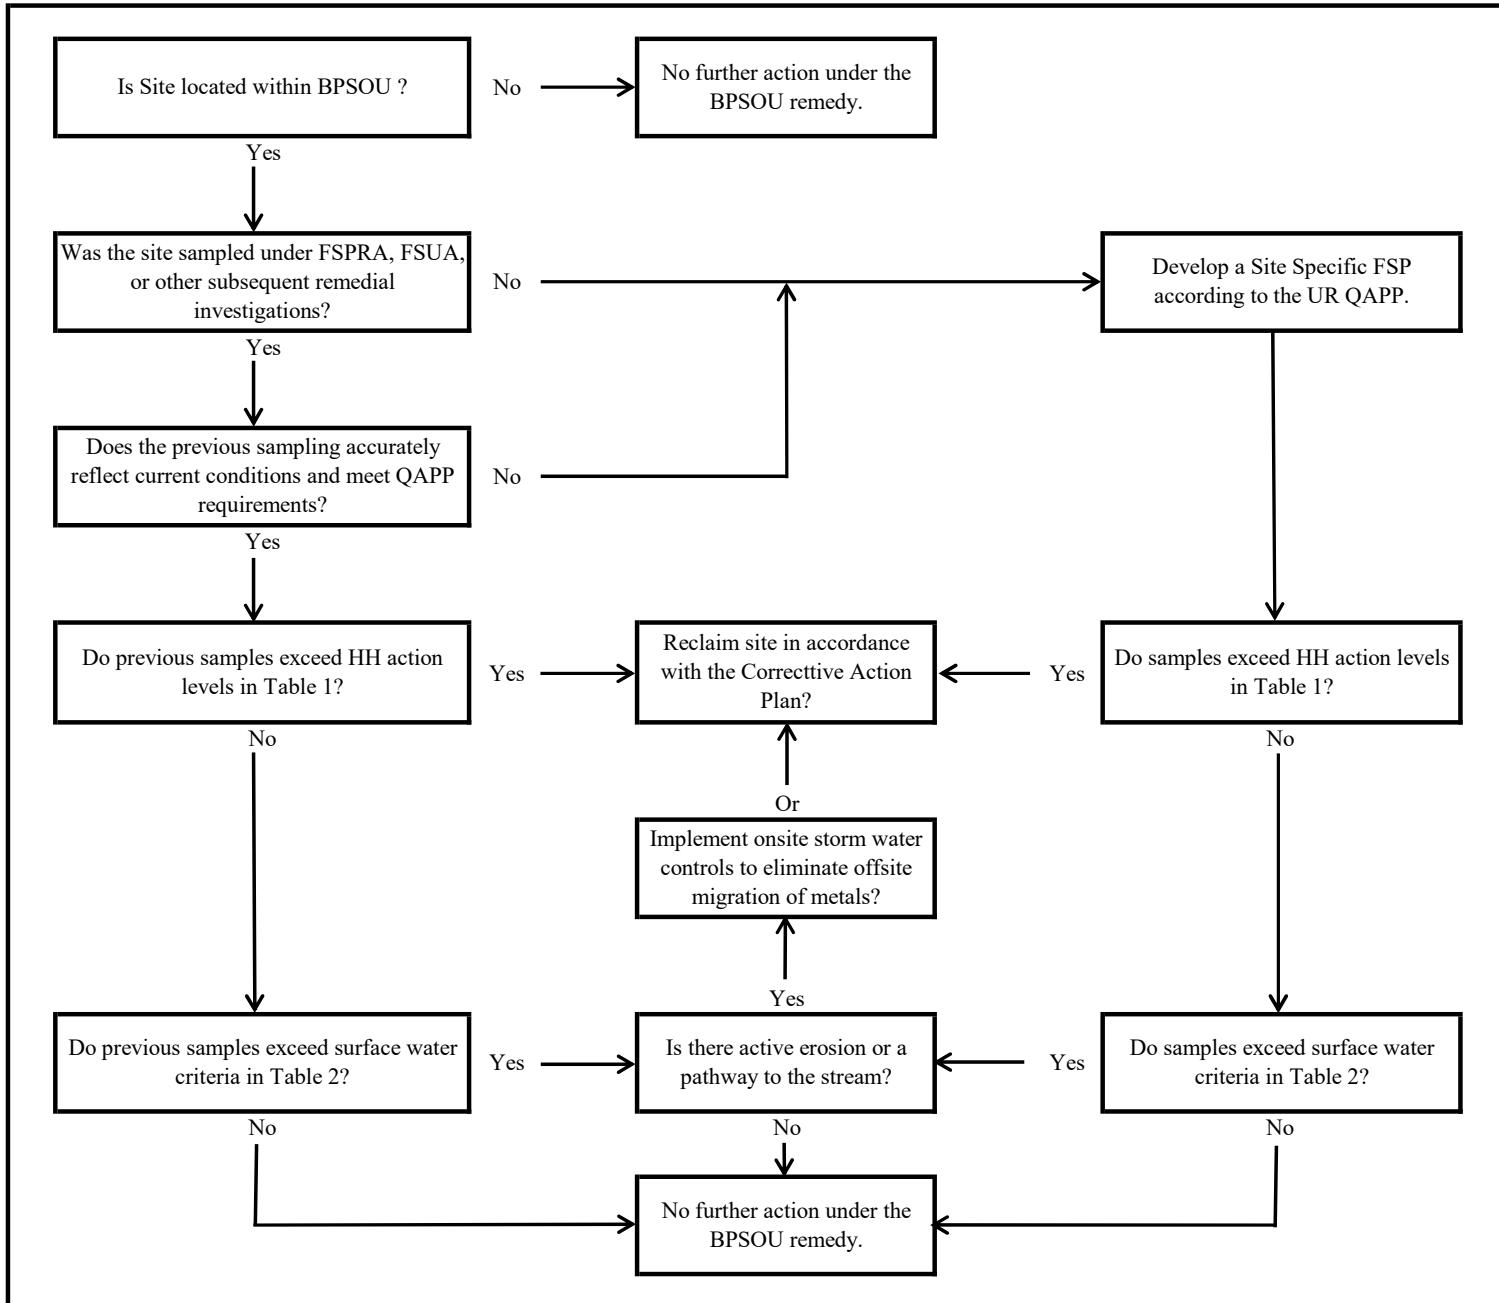 Is Site located within BPSOU ?
No
No further action under the
BPSOU remedy.
Yes
Was the site sampled under FSPRA, FSUA,
or other subsequent remedial
investigations?
No
Develop a Site Specific FSP
according to the UR QAPP.
Yes
Does the previous sampling accurately
reflect current conditions and meet QAPP
requirements?
No
Yes
Do previous samples exceed HH action
levels in Table 1?
Yes
Reclaim site in accordance
with the Correcttive Action
Plan?
Yes
Do samples exceed HH action levels
in Table 1?
No
No
Or
Implement onsite storm water
controls to eliminate offsite
migration of metals?
Yes
Do previous samples exceed surface water
criteria in Table 2?
Yes
Is there active erosion or a
pathway to the stream?
Yes
Do samples exceed surface water
criteria in Table 2?
No
No
No
No further action under the
BPSOU remedy.